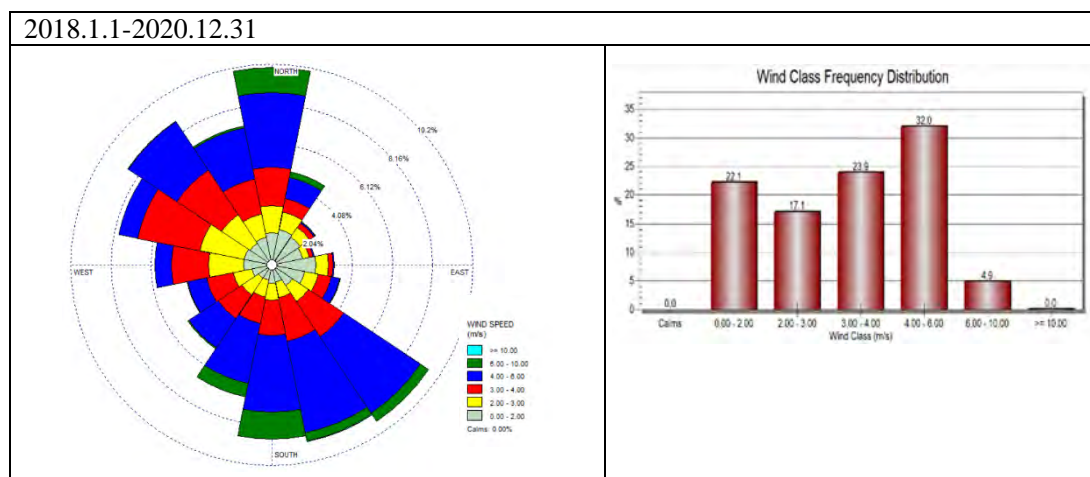 2018.1.1-2020.12.31
NORTH
19.2%
8.16%
6.12%
4.08%
2.04%
WEST
EAST
SOUTH
WIND SPEED
(m/s)
>= 10.00
6.00 - 10.00
4.00 - 6.00
3.00 - 4.00
2.00 - 3.00
0.00 - 2.00
Calms: 0.00%
Wind Class Frequency Distribution
%
35
30
25
20
15
10
5
0
0.0
22.1
17.1
23.9
32.0
4.9
0.0
Calms
0.00 - 2.00
2.00 - 3.00
3.00 - 4.00
4.00 - 6.00
6.00 - 10.00
>= 10.00
Wind Class (m/s)